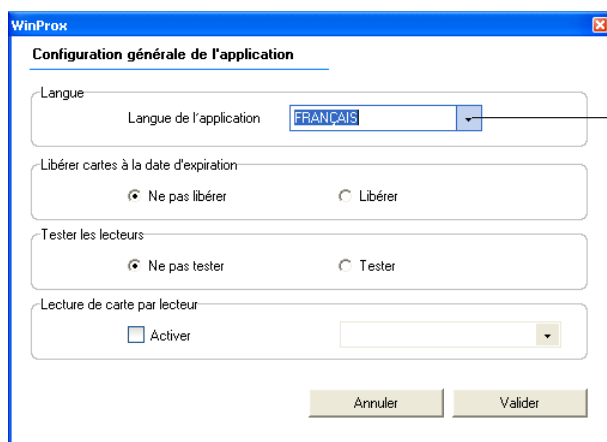 WinProx
Configuration générale de l'application
Langue
Langue de l'application FRANÇAIS
Libérer cartes à la date d'expiration
Ne pas libérer Libérer
Tester les lecteurs
Ne pas tester Tester
Lecture de carte par lecteur
Activer
Annuler Valider